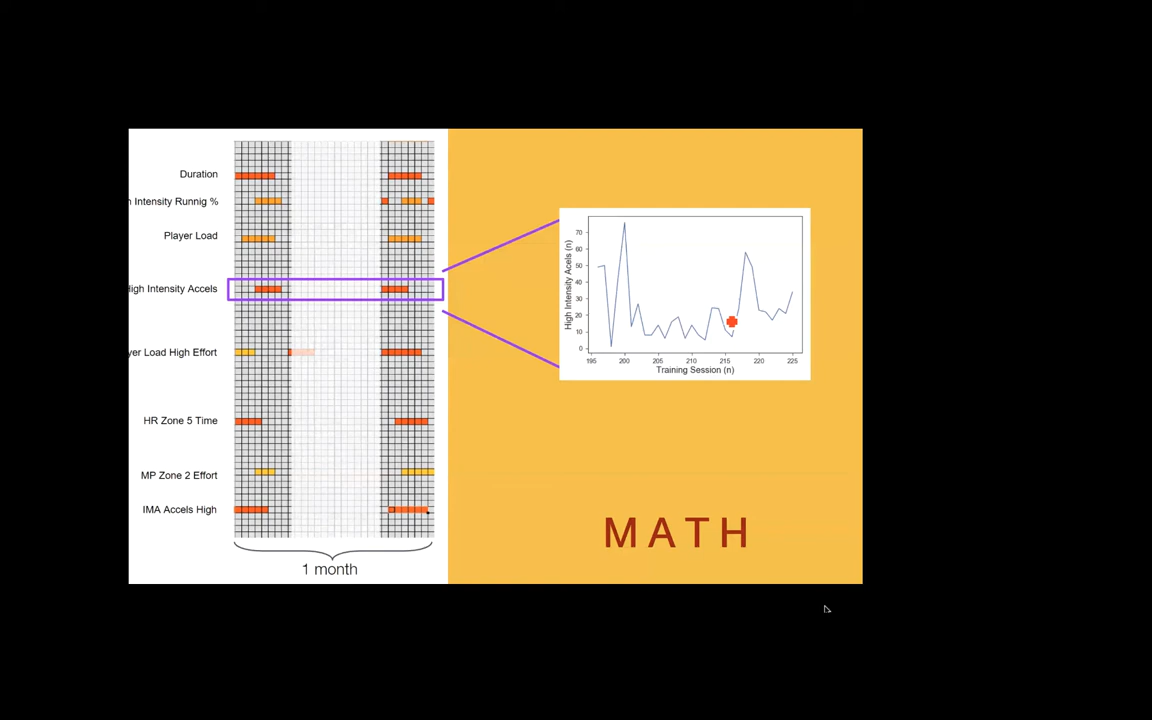 Duration
n Intensity Runnig %
Player Load
High Intensity Accels
yer Load High Effort
HR Zone 5 Time
MP Zone 2 Effort
IMA Accels High
1 month
High Intensity Acels (n)
70
60
50
40
30
20
10
0
195 200 205 210 215 220 225
Training Session (n)
MATH